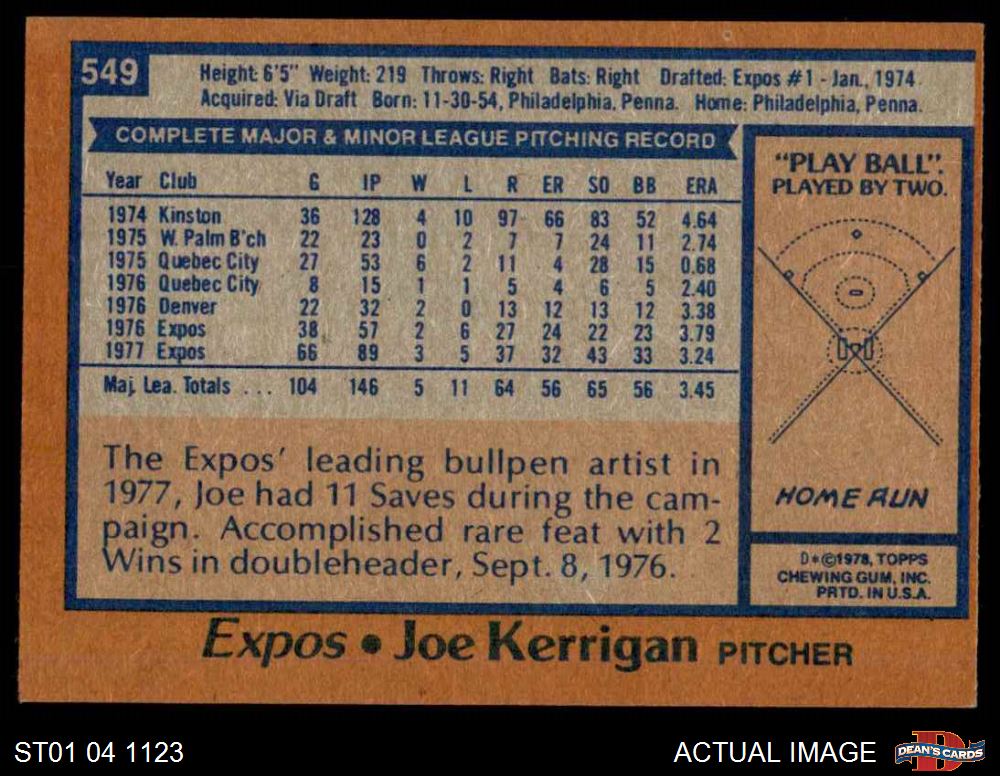 549
Height: 6'5" Weight: 219 Throws: Right Bats: Right Drafted: Expos #1 - Jan., 1974
Acquired: Via Draft Born: 11-30-54, Philadelphia, Penna. Home: Philadelphia, Penna.
COMPLETE MAJOR & MINOR LEAGUE PITCHING RECORD
Year Club G IP W L R ER SO BB ERA
1974 Kinston 36 128 4 10 97 66 83 52 4.64
1975 W. Palm B'ch 22 23 0 2 7 7 24 11 2.74
1975 Quebec City 27 53 6 2 11 4 28 15 0.68
1976 Quebec City 8 15 1 1 5 4 6 5 2.40
1976 Denver 22 32 2 0 13 12 13 12 3.38
1976 Expos 38 57 2 6 27 24 22 23 3.79
1977 Expos 66 89 3 5 37 32 43 33 3.24
Maj. Lea. Totals . . . 104 146 5 11 64 56 65 56 3.45
The Expos' leading bullpen artist in
1977, Joe had 11 Saves during the cam-
paign. Accomplished rare feat with 2
Wins in doubleheader, Sept. 8, 1976.
"PLAY BALL".
PLAYED BY TWO.
HOME RUN
D*©1978, TOPPS
CHEWING GUM, INC.
PRTD. IN U.S.A.
Expos • Joe Kerrigan PITCHER
ST01 04 1123
ACTUAL IMAGE
DEAN'S CARDS